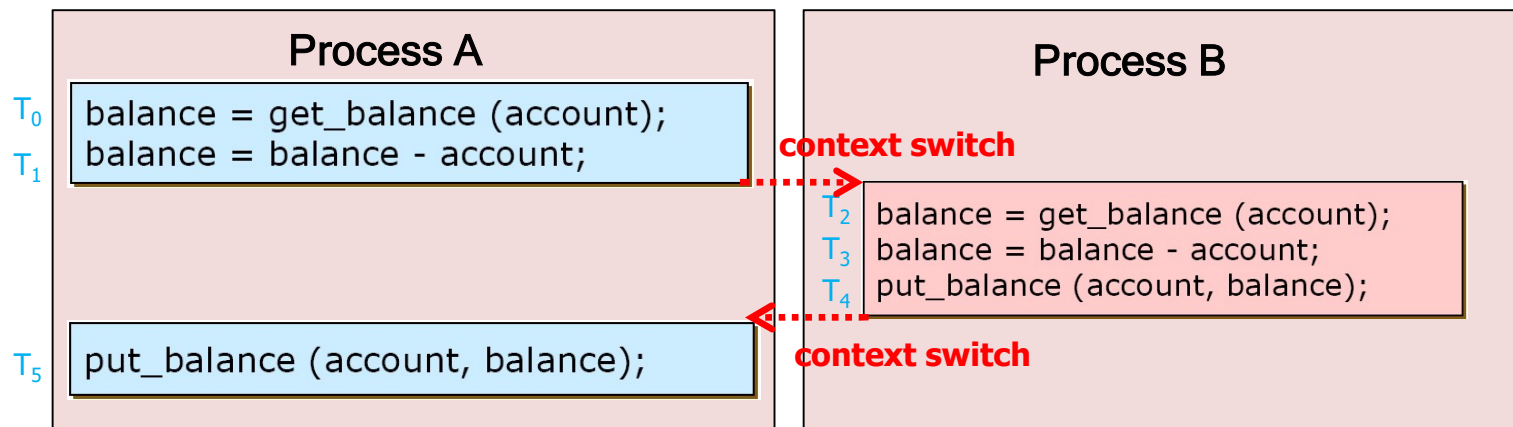 Process A
T₀ balance = get_balance (account);
T₁ balance = balance - account;
context switch
Process B
T₂ balance = get_balance (account);
T₃ balance = balance - account;
T₄ put_balance (account, balance);
context switch
T₅ put_balance (account, balance);